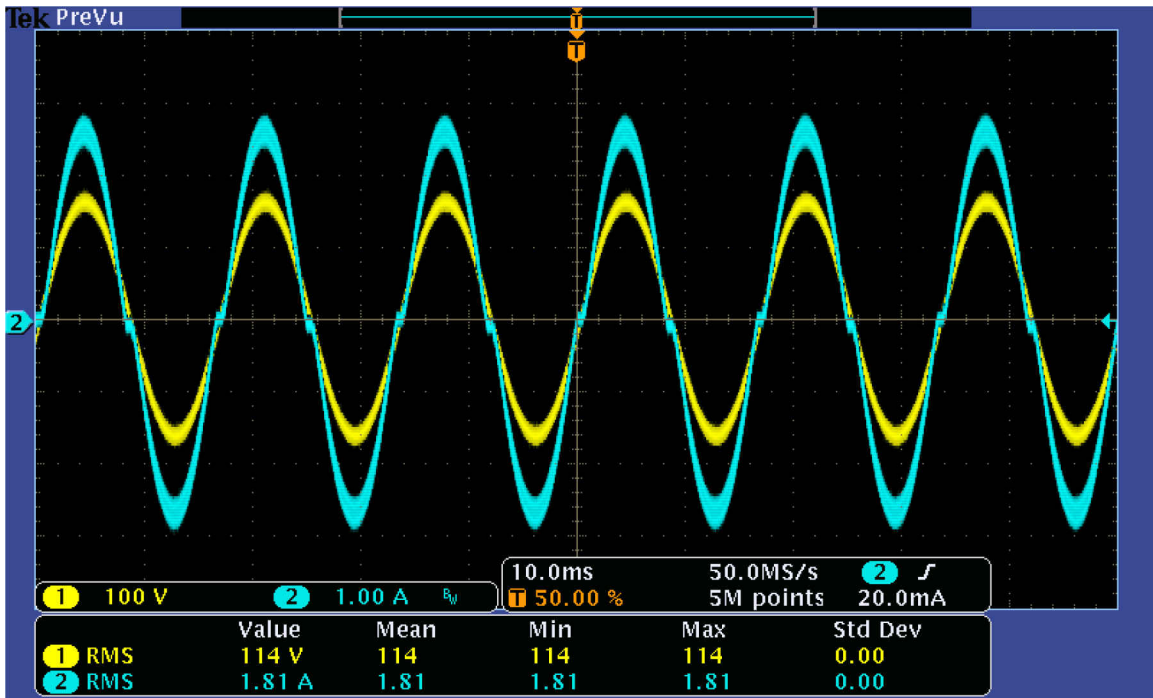 Tek PreVu
T
T
2
1 100 V 2 1.00 A BW
10.0ms 50.0MS/s 2
T 50.00 % 5M points 20.0mA
Value Mean Min Max Std Dev
1 RMS 114 V 114 114 114 0.00
2 RMS 1.81 A 1.81 1.81 1.81 0.00